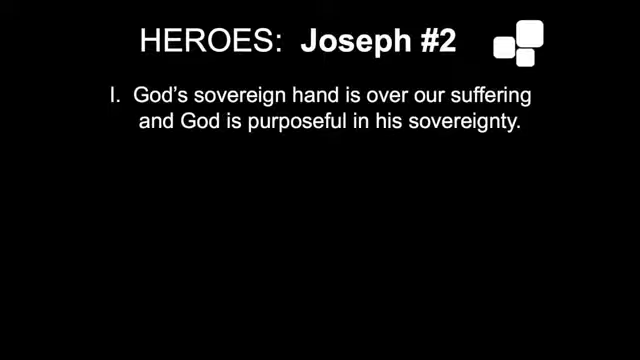 HEROES: Joseph #2
I. God's sovereign hand is over our suffering
and God is purposeful in his sovereignty.